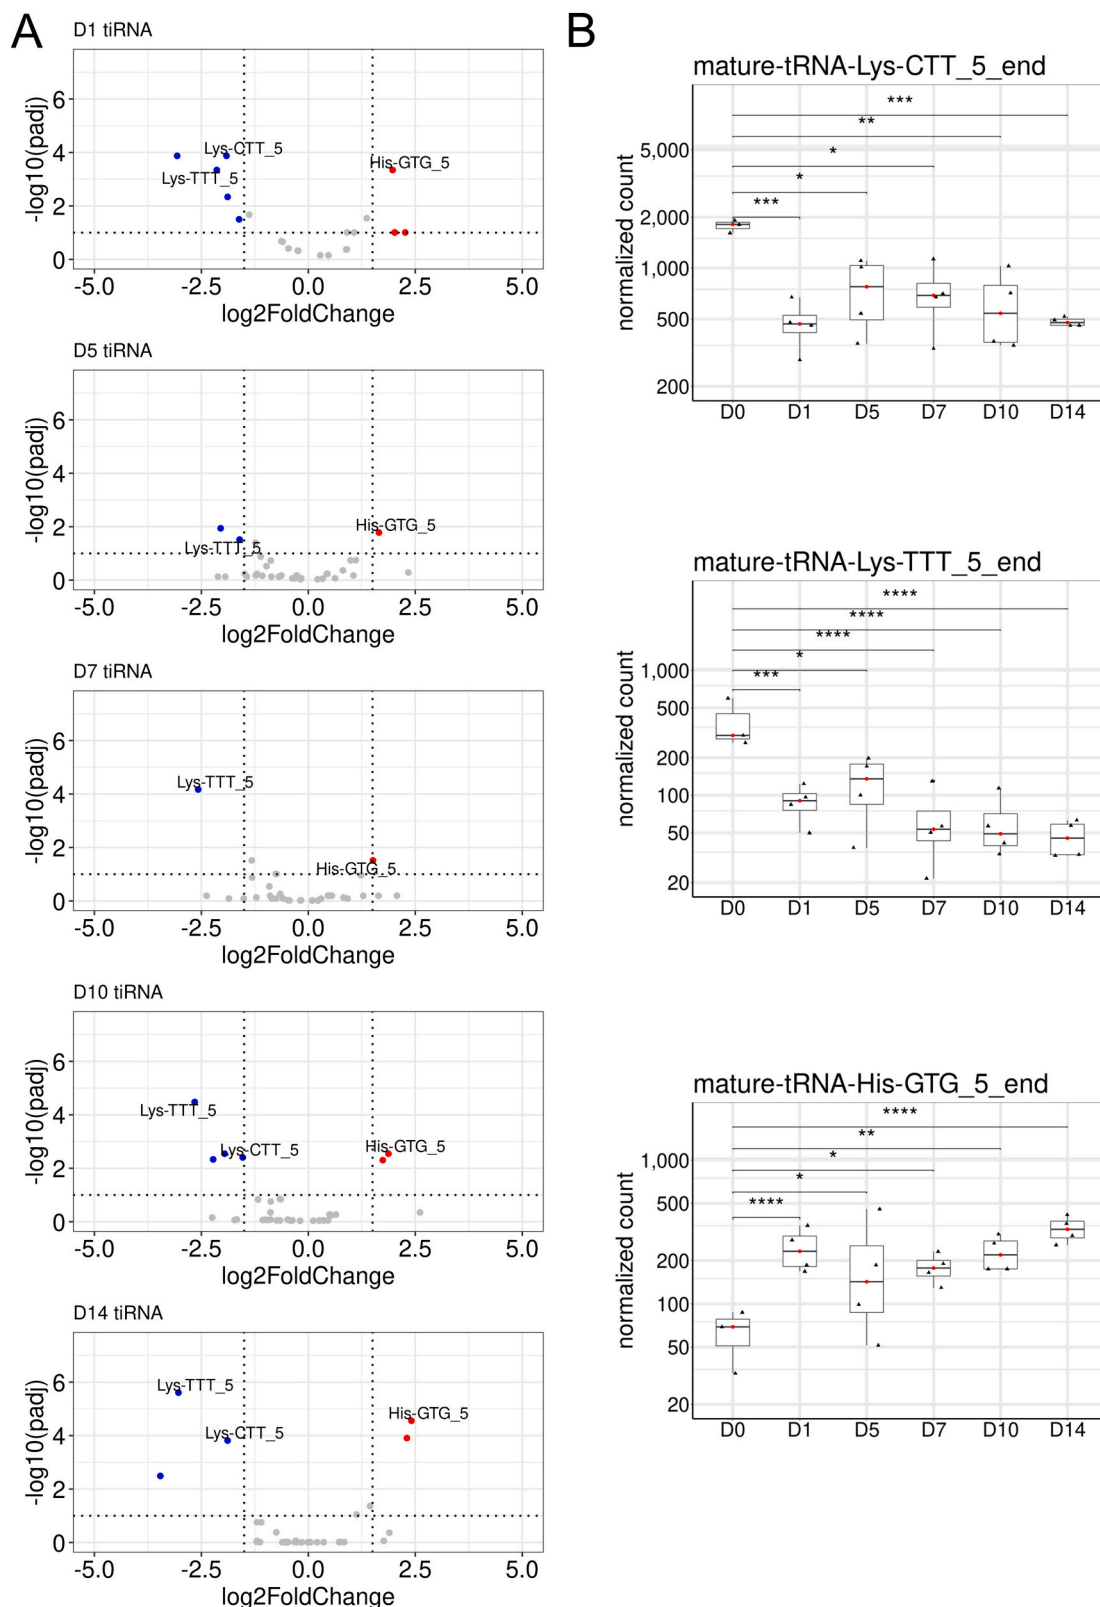 A
D1 tiRNA
-log10(padj)
6
4
2
0
Lys-CTT_5
Lys-TTT_5
His-GTG_5
-5.0 -2.5 0.0 2.5 5.0
log2FoldChange
D5 tiRNA
-log10(padj)
6
4
2
0
His-GTG_5
Lys-TTT_5
-5.0 -2.5 0.0 2.5 5.0
log2FoldChange
D7 tiRNA
-log10(padj)
6
4
2
0
Lys-TTT_5
His-GTG_5
-5.0 -2.5 0.0 2.5 5.0
log2FoldChange
D10 tiRNA
-log10(padj)
6
4
2
0
Lys-TTT_5
Lys-CTT_5
His-GTG_5
-5.0 -2.5 0.0 2.5 5.0
log2FoldChange
D14 tiRNA
-log10(padj)
6
4
2
0
Lys-TTT_5
Lys-CTT_5
His-GTG_5
-5.0 -2.5 0.0 2.5 5.0
log2FoldChange
B
mature-tRNA-Lys-CTT_5_end
normalized count
5,000
2,000
1,000
500
200
***
**
*
*
***
D0 D1 D5 D7 D10 D14
mature-tRNA-Lys-TTT_5_end
normalized count
1,000
500
200
100
50
20
****
****
****
*
***
D0 D1 D5 D7 D10 D14
mature-tRNA-His-GTG_5_end
normalized count
1,000
500
200
100
50
20
****
**
*
*
****
D0 D1 D5 D7 D10 D14